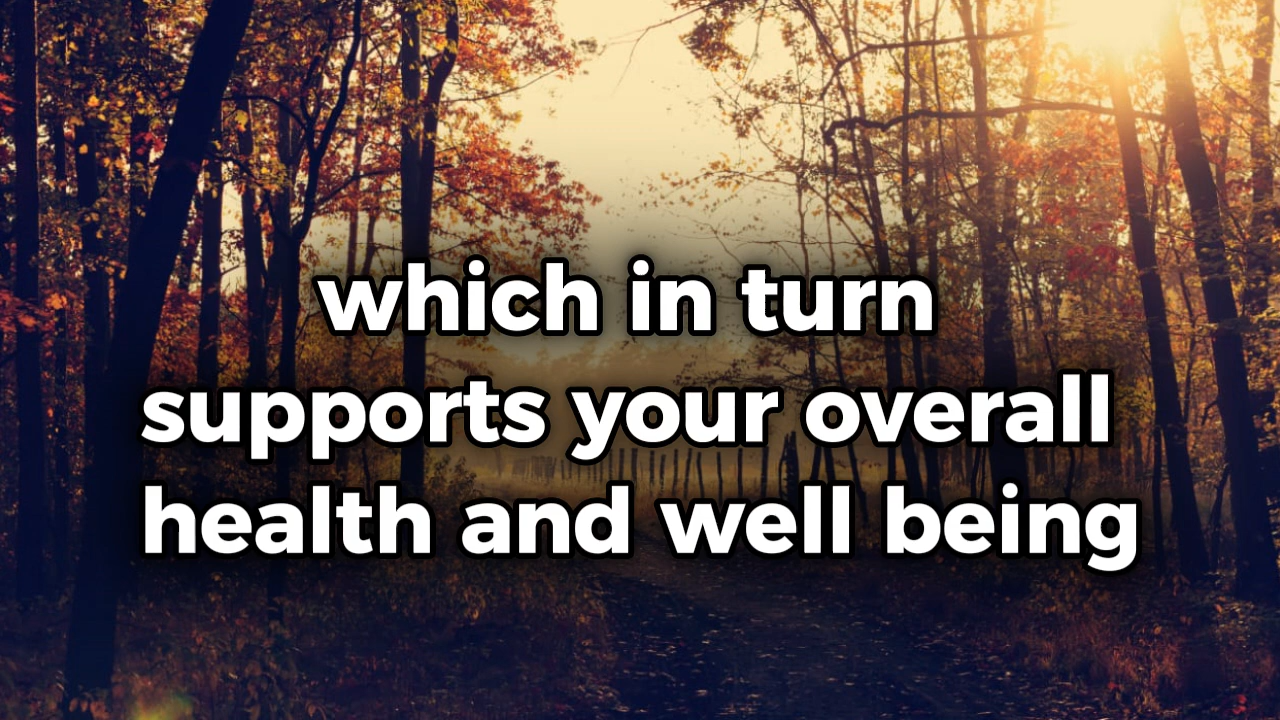 which in turn
supports your overall
health and well being